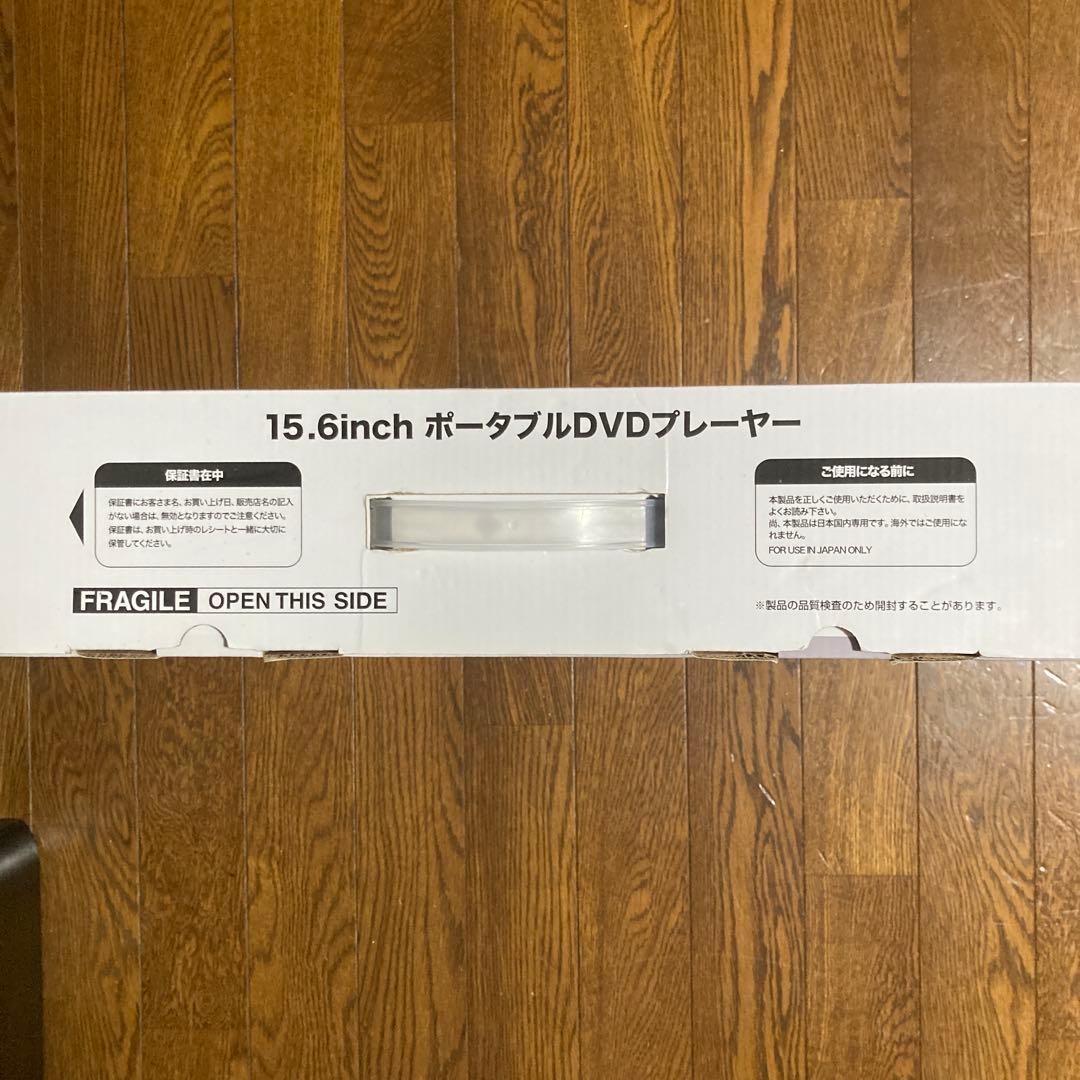 15.6inch ポータブルDVDプレーヤー
保証書在中
保証書にお客さま名、お買い上げ日、販売店名の記入
がない場合は、無効となりますのでご注意ください。
保証書は、お買い上げ時のレシートと一緒に大切に
保管してください。
FRAGILE OPEN THIS SIDE
ご使用になる前に
本製品を正しくご使用いただくために、取扱説明書を
よくお読み下さい。
尚、本製品は日本国内専用です。海外ではご使用にな
れません。
FOR USE IN JAPAN ONLY
※製品の品質検査のため開封することがあります。